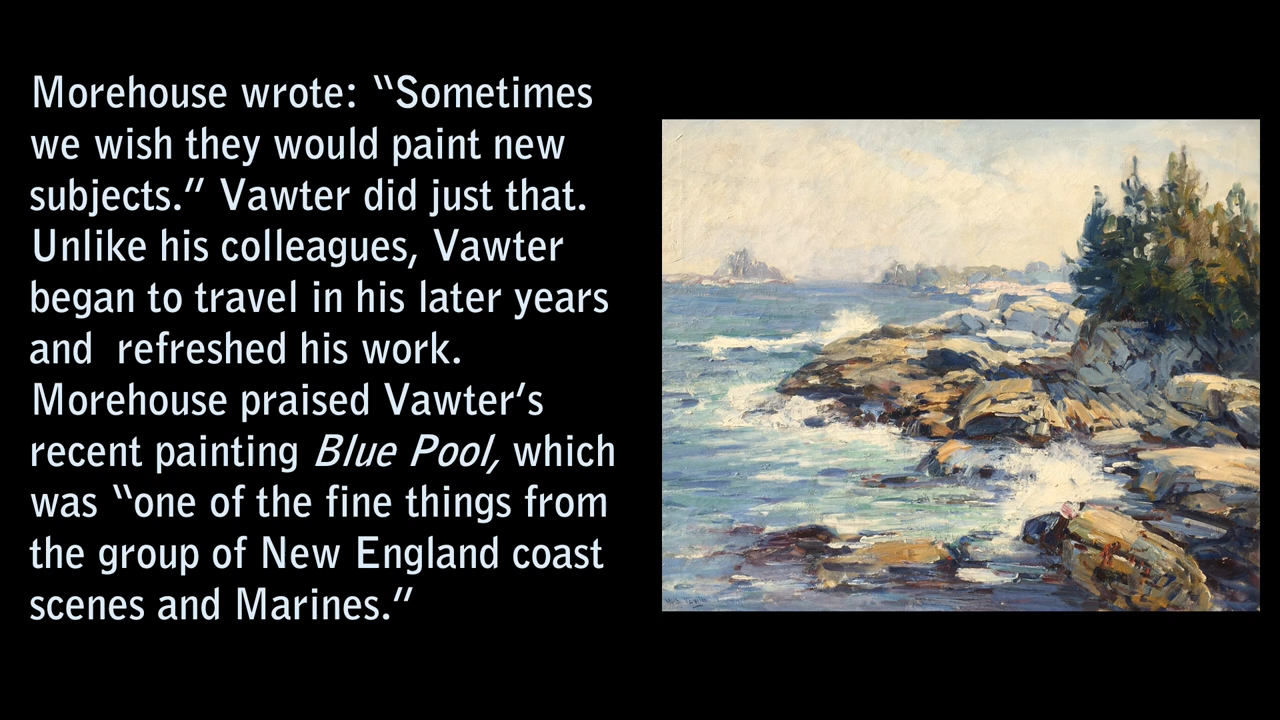 Morehouse wrote: “Sometimes
we wish they would paint new
subjects.” Vawter did just that.
Unlike his colleagues, Vawter
began to travel in his later years
and  refreshed his work.
Morehouse praised Vawter’s
recent painting Blue Pool, which
was “one of the fine things from
the group of New England coast
scenes and Marines.”